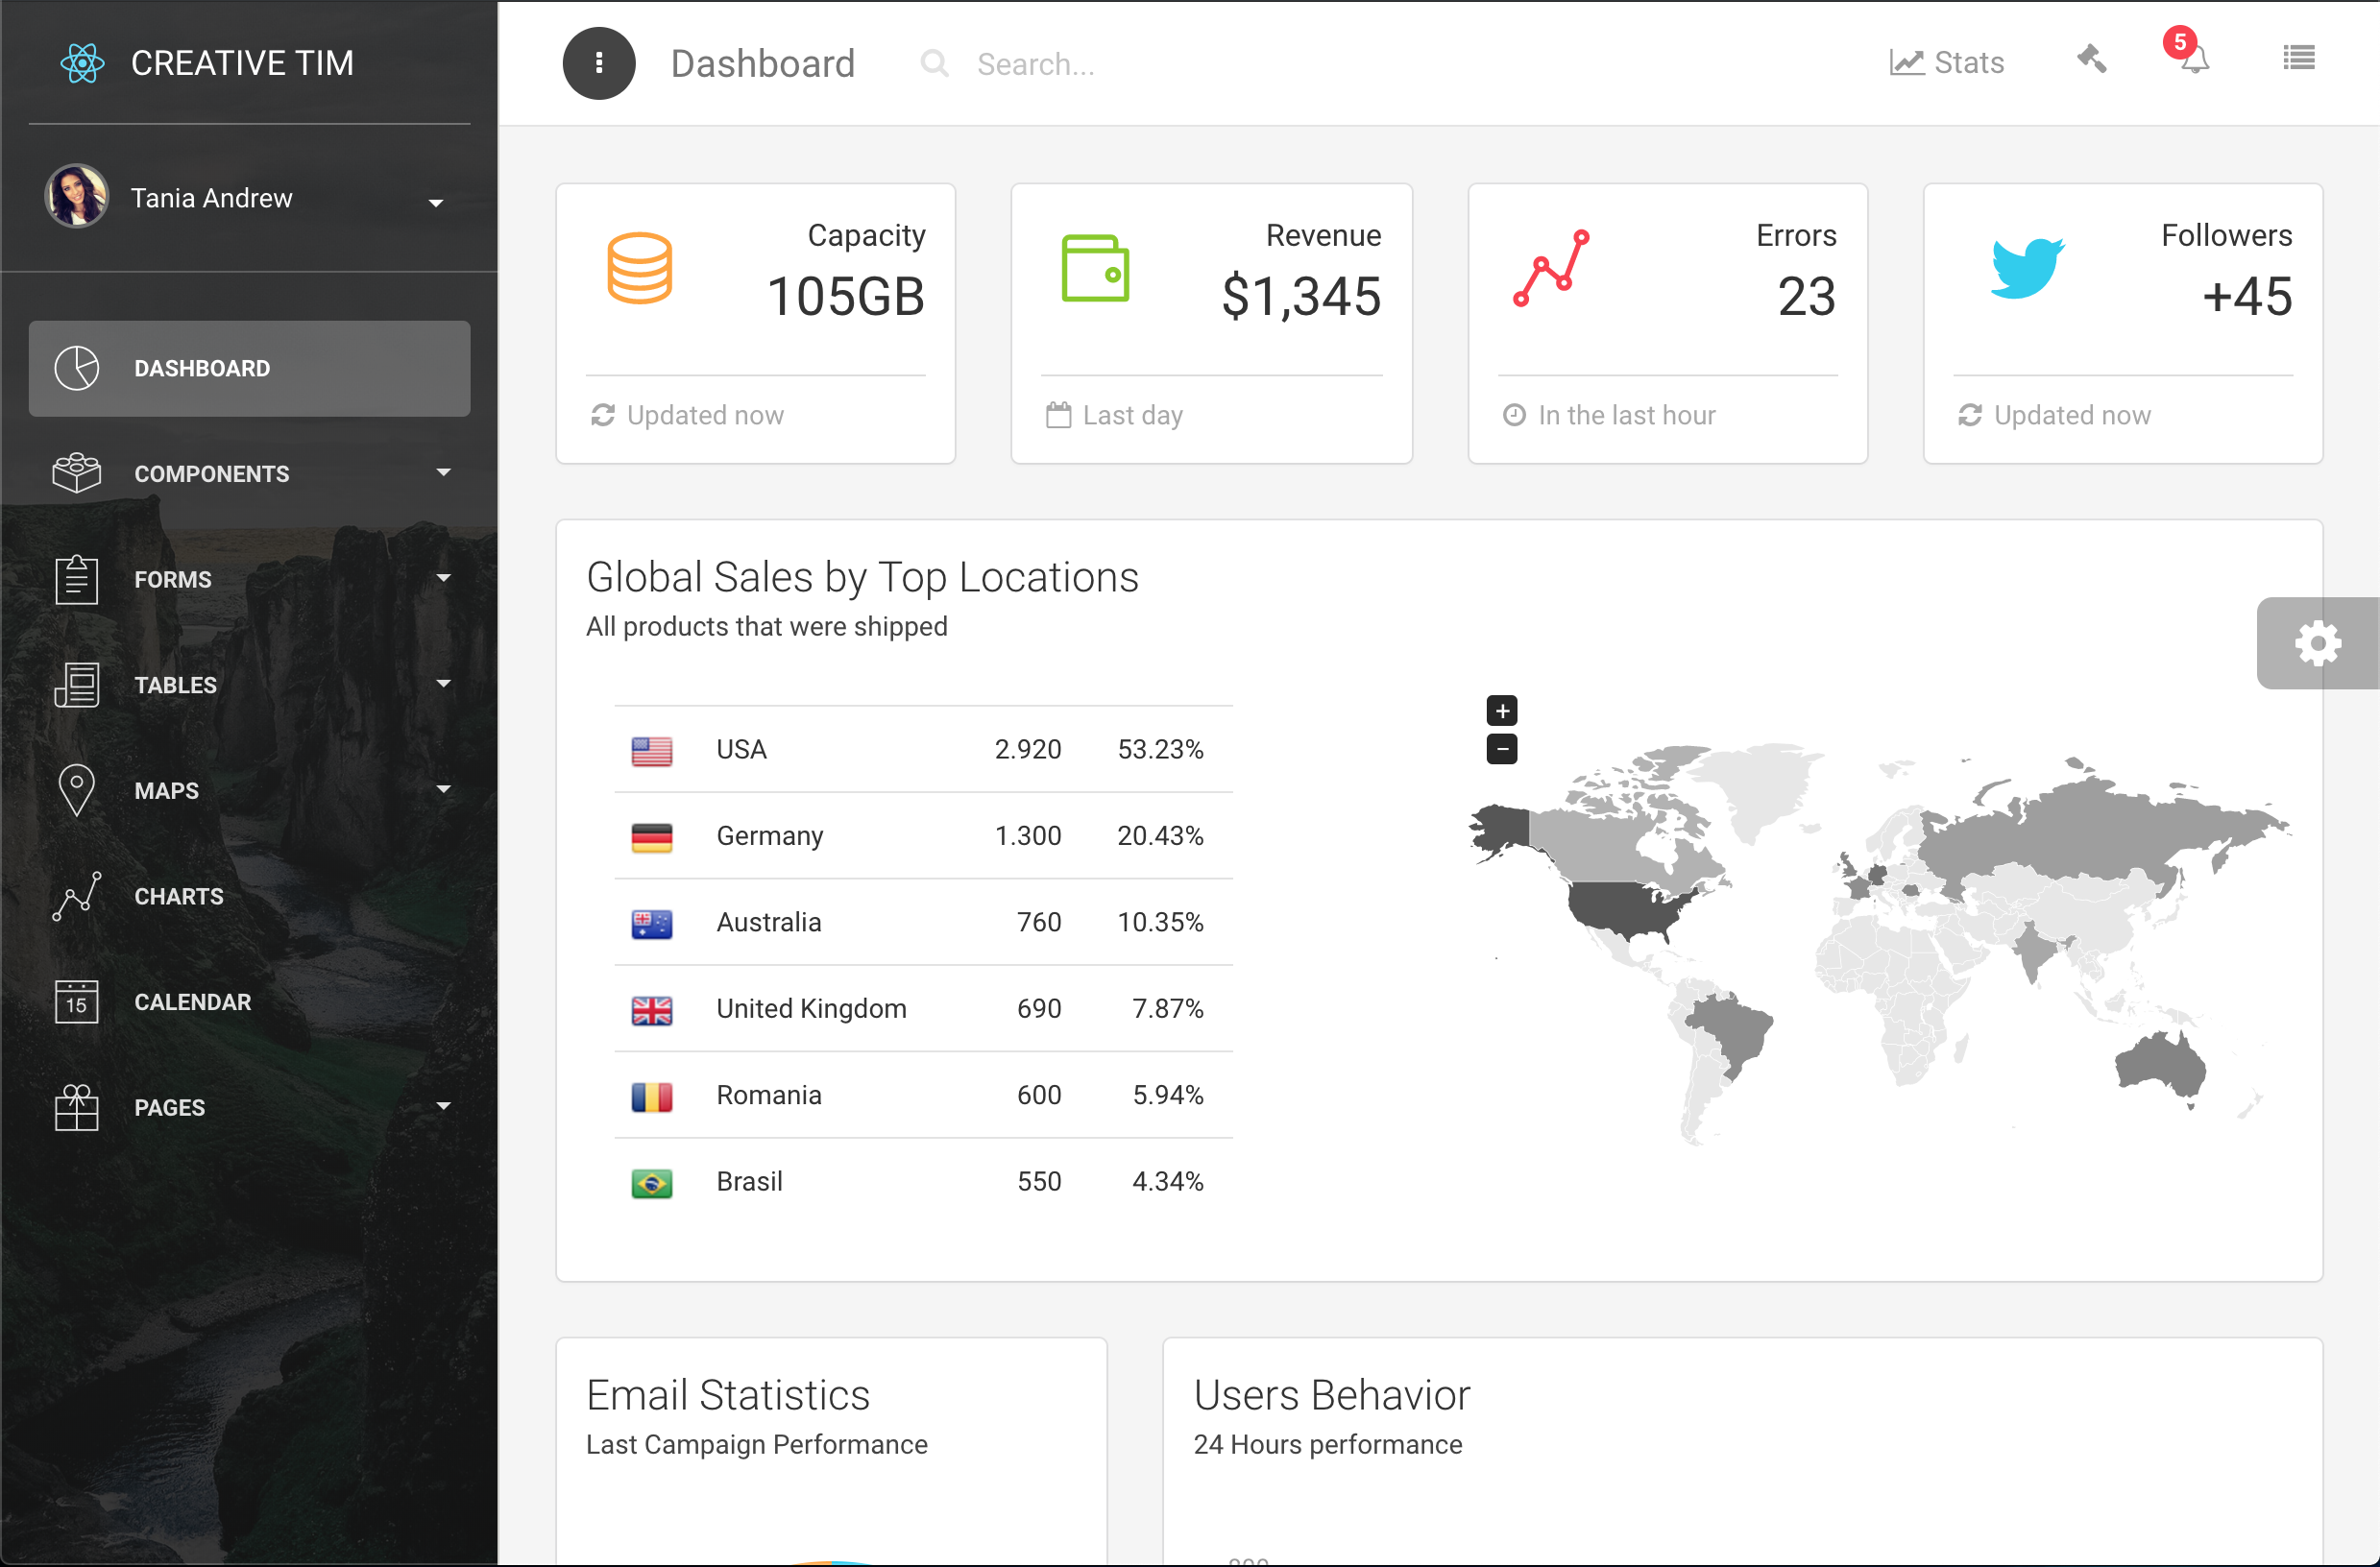 CREATIVE TIM
Tania Andrew
DASHBOARD
COMPONENTS
FORMS
TABLES
MAPS
CHARTS
15
CALENDAR
PAGES
Dashboard
Search...
Stats
5
Capacity
105GB
Updated now
Revenue
$1,345
Last day
Errors
23
In the last hour
Followers
+45
Updated now
Global Sales by Top Locations
All products that were shipped
USA 2.920 53.23%
Germany 1.300 20.43%
Australia 760 10.35%
United Kingdom 690 7.87%
Romania 600 5.94%
Brasil 550 4.34%
+
−
Email Statistics
Last Campaign Performance
Users Behavior
24 Hours performance